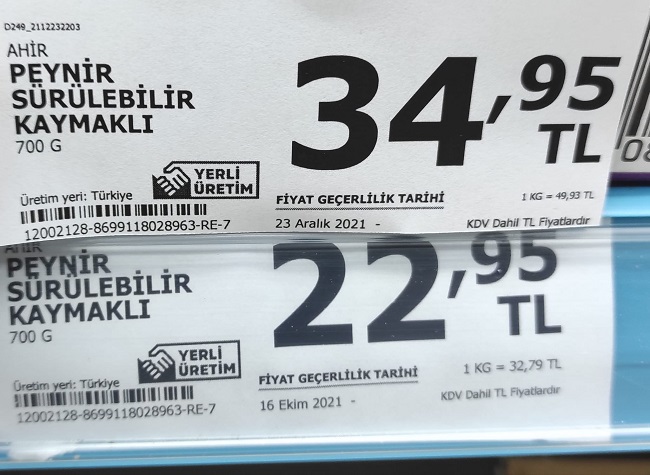 D249_2112232203
AHİR
PEYNİR
SÜRÜLEBİLİR
KAYMAKLI
700 G
34,95
TL
YERLİ
ÜRETİM
Üretim yeri: Türkiye
12002128-8699118028963-RE-7
FİYAT GEÇERLİLİK TARİHİ
23 Aralık 2021 -
1 KG = 49,93 TL
KDV Dahil TL Fiyatlardır
08
AHİR
PEYNİR
SÜRÜLEBİLİR
KAYMAKLI
700 G
22,95
TL
YERLİ
ÜRETİM
Üretim yeri: Türkiye
12002128-8699118028963-RE-7
FİYAT GEÇERLİLİK TARİHİ
16 Ekim 2021 -
1 KG = 32,79 TL
KDV Dahil TL Fiyatlardır